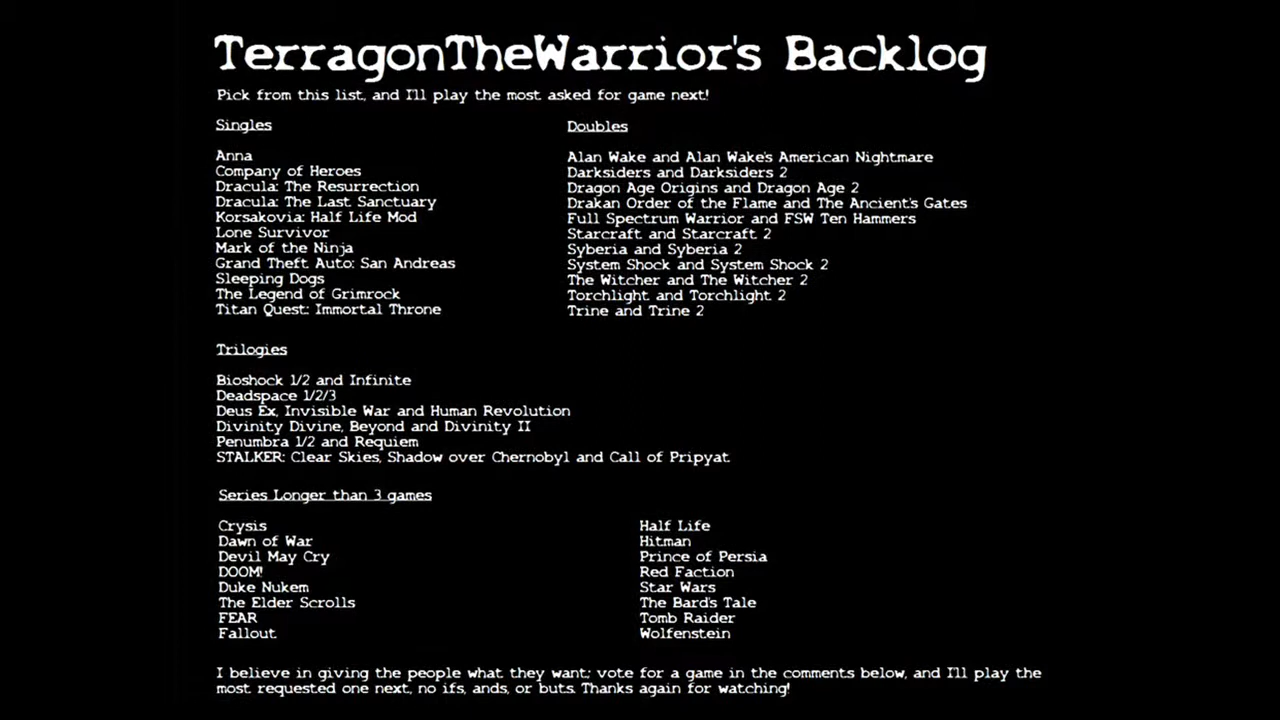 TerragonTheWarrior's Backlog
Pick from this list, and I'll play the most asked for game next!
Singles
Anna
Company of Heroes
Dracula: The Resurrection
Dracula: The Last Sanctuary
Korsakovia: Half Life Mod
Lone Survivor
Mark of the Ninja
Grand Theft Auto: San Andreas
Sleeping Dogs
The Legend of Grimrock
Titan Quest: Immortal Throne
Doubles
Alan Wake and Alan Wake's American Nightmare
Darksiders and Darksiders 2
Dragon Age Origins and Dragon Age 2
Drakan Order of the Flame and The Ancient's Gates
Full Spectrum Warrior and FSW Ten Hammers
Starcraft and Starcraft 2
Syberia and Syberia 2
System Shock and System Shock 2
The Witcher and The Witcher 2
Torchlight and Torchlight 2
Trine and Trine 2
Trilogies
Bioshock 1/2 and Infinite
Deadspace 1/2/3
Deus Ex, Invisible War and Human Revolution
Divinity Divine, Beyond and Divinity II
Penumbra 1/2 and Requiem
STALKER: Clear Skies, Shadow over Chernobyl and Call of Pripyat
Series Longer than 3 games
Crysis
Dawn of War
Devil May Cry
DOOM!
Duke Nukem
The Elder Scrolls
FEAR
Fallout
Half Life
Hitman
Prince of Persia
Red Faction
Star Wars
The Bard's Tale
Tomb Raider
Wolfenstein
I believe in giving the people what they want; vote for a game in the comments below, and I'll play the
most requested one next, no ifs, ands, or buts. Thanks again for watching!